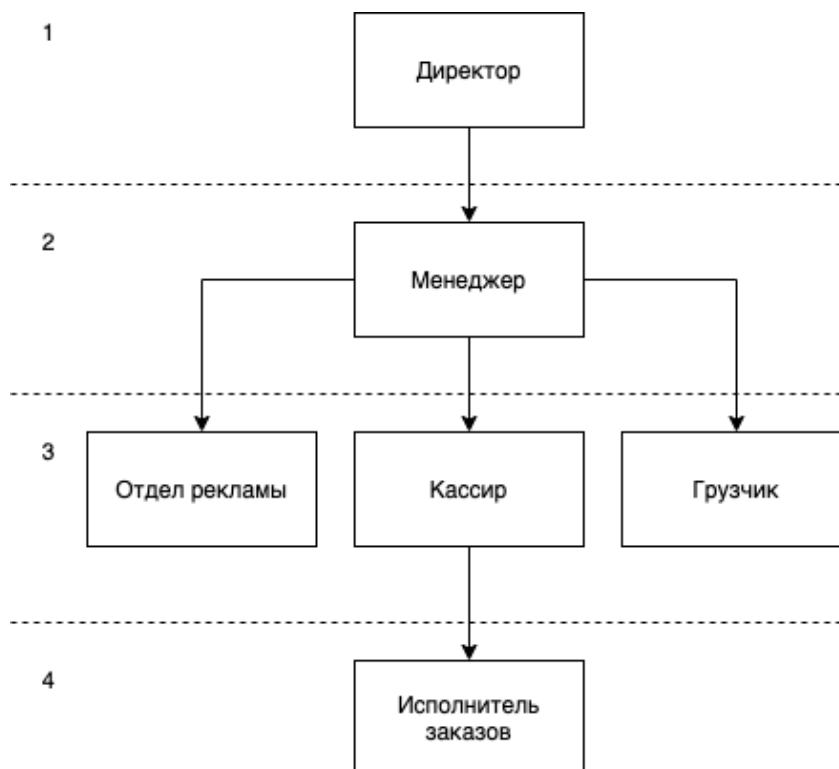 1
Директор
2
Менеджер
3
Отдел рекламы
Кассир
Грузчик
4
Исполнитель
заказов